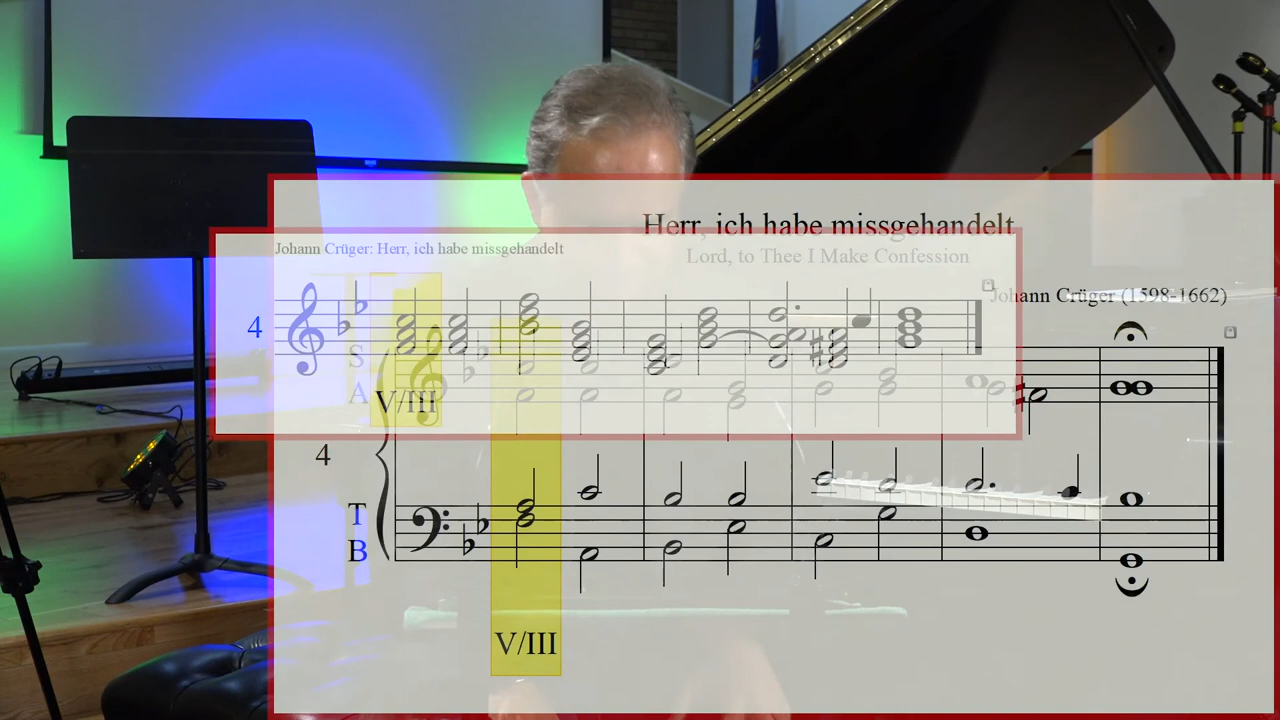 Herr, ich habe missgehandelt
Johann Crüger: Herr, ich habe missgehandelt
Lord, to Thee I Make Confession
Johann Crüger (1598-1662)
4
S
A
V/III
4
T
B
V/III